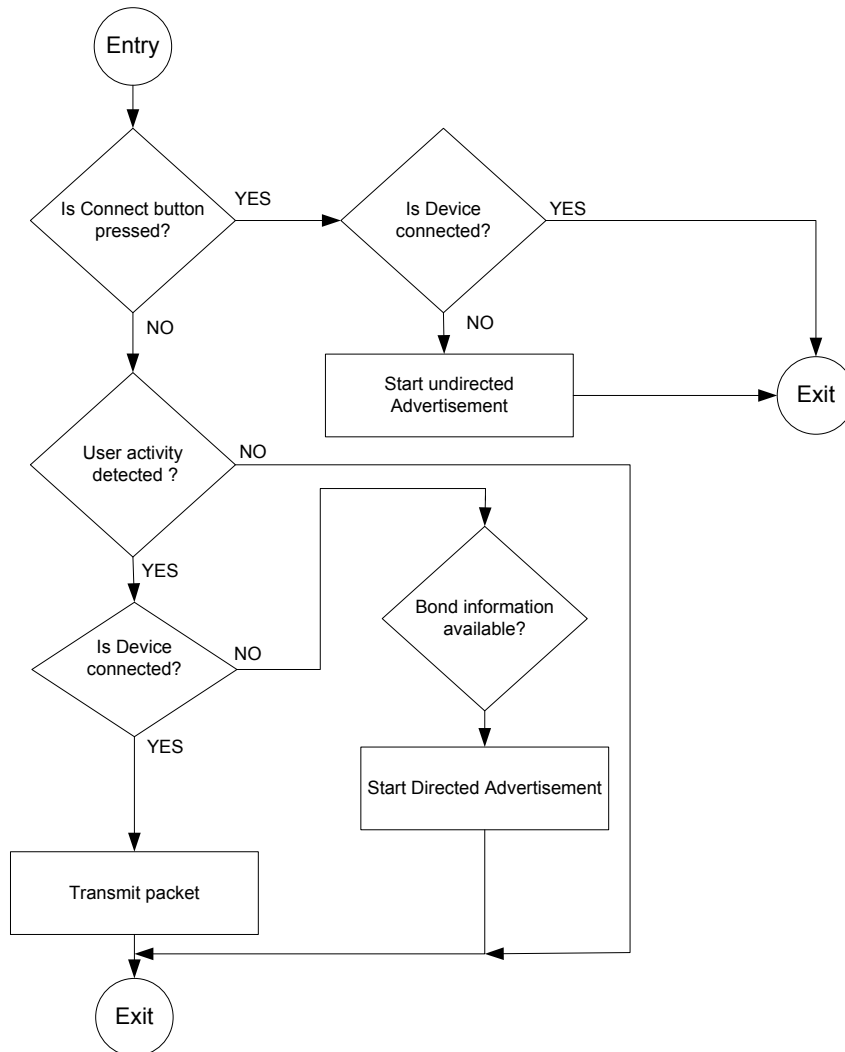 Entry
Is Connect button
pressed?
YES
Is Device
connected?
YES
NO
NO
Start undirected
Advertisement
Exit
User activity
detected ?
NO
YES
Bond information
available?
Is Device
connected?
NO
YES
Start Directed Advertisement
Transmit packet
Exit